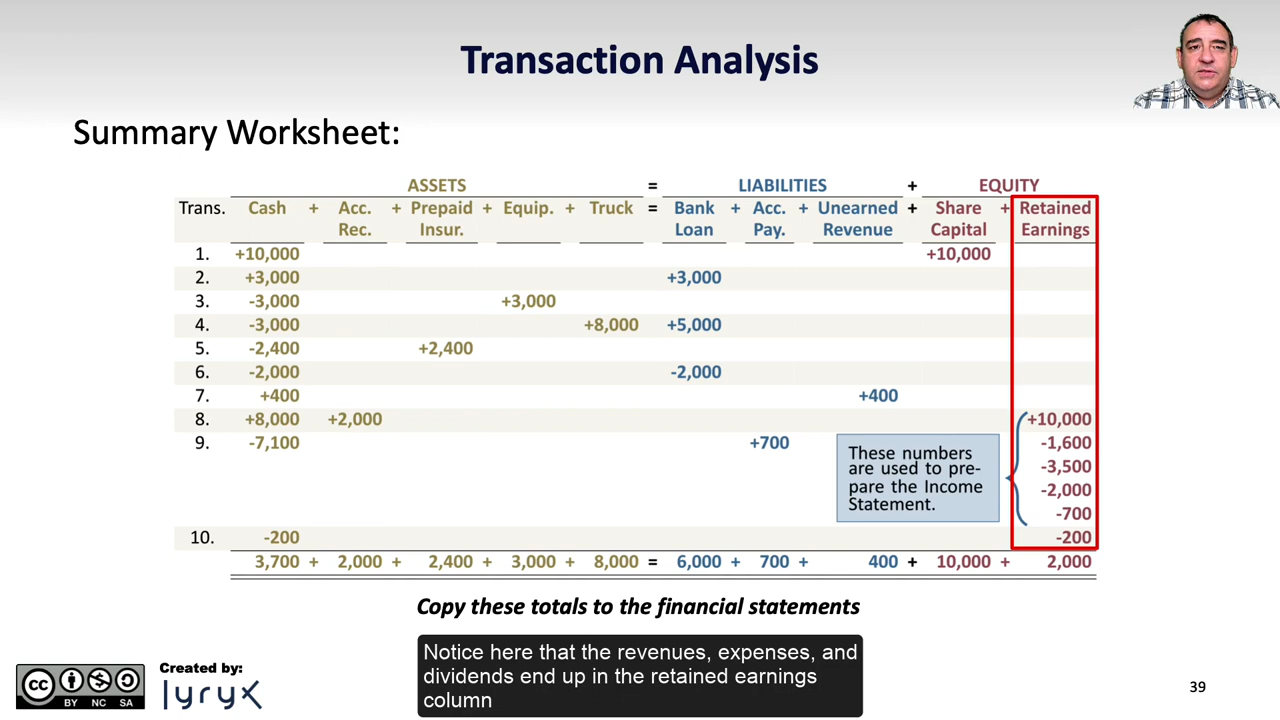 Transaction Analysis
Summary Worksheet:
ASSETS = LIABILITIES + EQUITY
Trans. Cash + Acc. + Prepaid + Equip. + Truck = Bank + Acc. + Unearned + Share + Retained
Rec. Insur. Loan Pay. Revenue Capital Earnings
1. +10,000 +10,000
2. +3,000 +3,000
3. -3,000 +3,000
4. -3,000 +8,000 +5,000
5. -2,400 +2,400
6. -2,000 -2,000
7. +400 +400
8. +8,000 +2,000 +10,000
9. -7,100 +700 -1,600
-3,500
-2,000
-700
These numbers
are used to pre-
pare the Income
Statement.
10. -200 -200
3,700 + 2,000 + 2,400 + 3,000 + 8,000 = 6,000 + 700 + 400 + 10,000 + 2,000
Copy these totals to the financial statements
Notice here that the revenues, expenses, and
dividends end up in the retained earnings
column
cc
BY NC SA
Created by:
lyryx
39